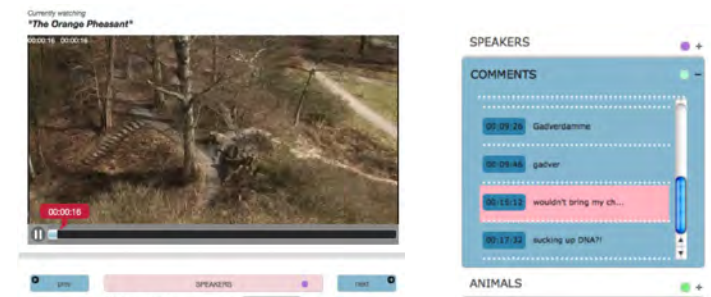 Currently watching
"The Orange Pheasant"
00:00:16 00:00:16
00:00:16
prev
SPEAKERS
next
SPEAKERS
+
COMMENTS
-
00:09:26 Gadverdamme
00:09:46 gadver
00:15:12 wouldn't bring my ch...
00:17:32 sucking up DNA?!
ANIMALS
+